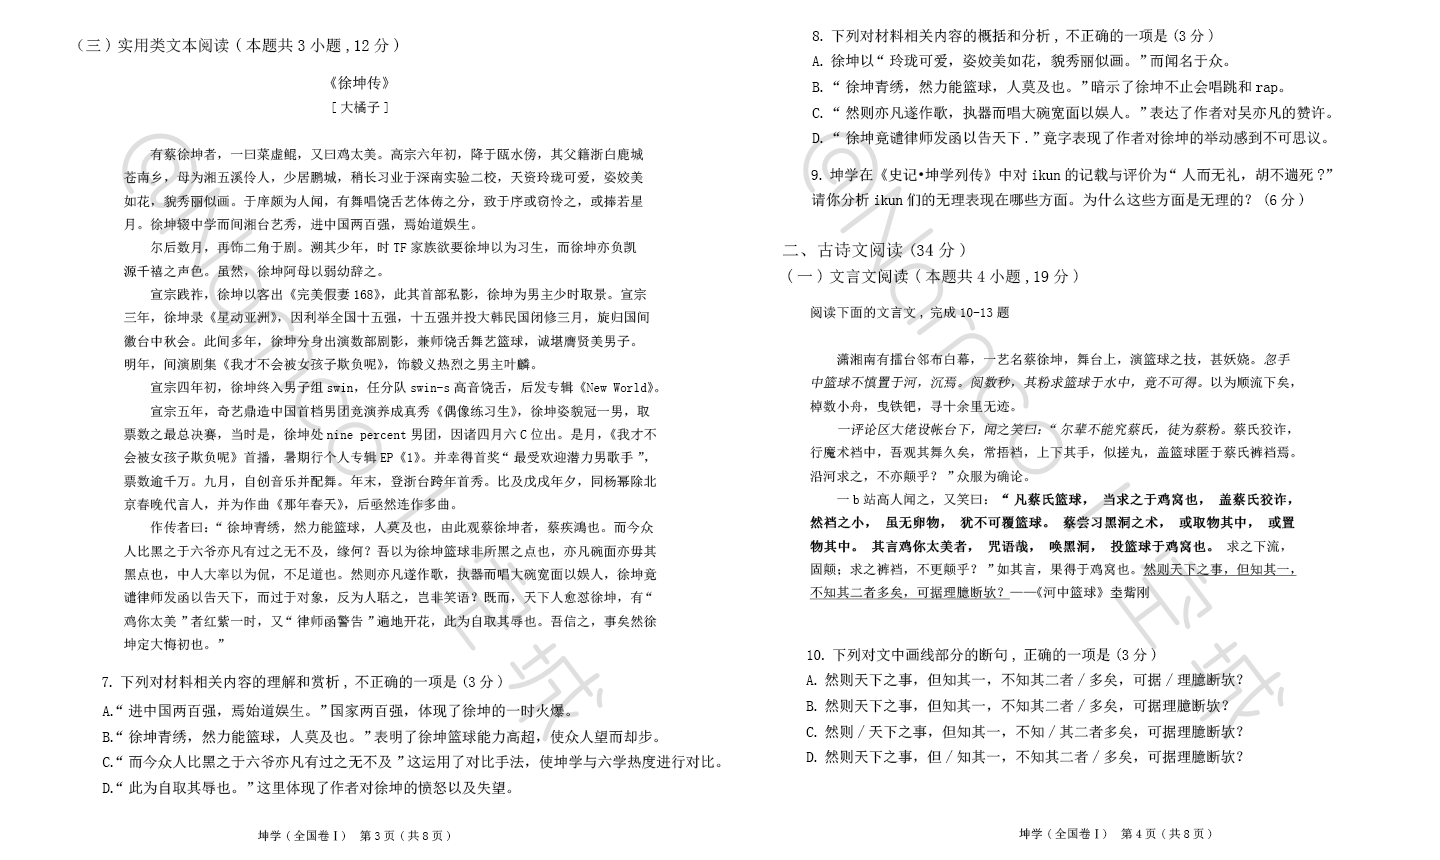 (三)实用类文本阅读(本题共3小题,12分)
《徐坤传》
[大橘子]
有蔡徐坤者，一曰菜虚鲲，又曰鸡太美。高宗六年初，降于瓯水傍，其父籍浙白鹿城
苍南乡，母为湘五溪伶人，少居鹏城，稍长习业于深南实验二校，天资玲珑可爱，姿姣美
如花，貌秀丽似画。于庠颇为人闻，有舞唱饶舌艺体俦之分，致于序或窃怜之，或捧若星
月。徐坤辍中学而间湘台艺秀，进中国两百强，焉始道娱生。
尔后数月，再饰二角于剧。溯其少年，时TF家族欲要徐坤以为习生，而徐坤亦负凯
源千禧之声色。虽然，徐坤阿母以弱幼辞之。
宣宗践祚，徐坤以客出《完美假妻168》，此其首部私影，徐坤为男主少时取景。宣宗
三年，徐坤录《星动亚洲》，因利举全国十五强，十五强并投大韩民国闭修三月，旋归国间
徽台中秋会。此间多年，徐坤分身出演数部剧影，兼师饶舌舞艺篮球，诚堪膺贤美男子。
明年，间演剧集《我才不会被女孩子欺负呢》，饰毅义热烈之男主叶麟。
宣宗四年初，徐坤终入男子组swin，任分队swin-s高音饶舌，后发专辑《New World》。
宣宗五年，奇艺鼎造中国首档男团竞演养成真秀《偶像练习生》，徐坤姿貌冠一男，取
票数之最总决赛，当时是，徐坤处nine percent男团，因诸四月六C位出。是月，《我才不
会被女孩子欺负呢》首播，暑期行个人专辑EP《1》。并幸得首奖“最受欢迎潜力男歌手”，
票数逾千万。九月，自创音乐并配舞。年末，登浙台跨年首秀。比及戊戌年夕，同杨幂除北
京春晚代言人，并为作曲《那年春天》，后亟然连作多曲。
作传者曰:“徐坤青绣，然力能篮球，人莫及也，由此观蔡徐坤者，蔡疾鸿也。而今众
人比黑之于六爷亦凡有过之无不及，缘何？吾以为徐坤篮球非所黑之点也，亦凡碗面亦毋其
黑点也，中人大率以为侃，不足道也。然则亦凡遂作歌，执器而唱大碗宽面以娱人，徐坤竟
谴律师发函以告天下，而过于对象，反为人聒之，岂非笑语？既而，天下人愈怼徐坤，有“
鸡你太美”者红紫一时，又“律师函警告”遍地开花，此为自取其辱也。吾信之，事矣然徐
坤定大悔初也。”
7. 下列对材料相关内容的理解和赏析，不正确的一项是(3分)
A.“进中国两百强，焉始道娱生。”国家两百强，体现了徐坤的一时火爆。
B.“徐坤青绣，然力能篮球，人莫及也。”表明了徐坤篮球能力高超，使众人望而却步。
C.“而今众人比黑之于六爷亦凡有过之无不及”这运用了对比手法，使坤学与六学热度进行对比。
D.“此为自取其辱也。”这里体现了作者对徐坤的愤怒以及失望。
坤学(全国卷Ⅰ) 第3页(共8页)
8. 下列对材料相关内容的概括和分析，不正确的一项是(3分)
A. 徐坤以“玲珑可爱，姿姣美如花，貌秀丽似画。”而闻名于众。
B. “徐坤青绣，然力能篮球，人莫及也。”暗示了徐坤不止会唱跳和rap。
C. “然则亦凡遂作歌，执器而唱大碗宽面以娱人。”表达了作者对吴亦凡的赞许。
D. “徐坤竟谴律师发函以告天下.”竟字表现了作者对徐坤的举动感到不可思议。
9. 坤学在《史记•坤学列传》中对ikun的记载与评价为“人而无礼，胡不遄死?”
请你分析ikun们的无理表现在哪些方面。为什么这些方面是无理的？(6分)
二、古诗文阅读(34分)
(一)文言文阅读(本题共4小题,19分)
阅读下面的文言文，完成10-13题
潇湘南有擂台邻布白幕，一艺名蔡徐坤，舞台上，演篮球之技，甚妖娆。忽手
中篮球不慎置于河，沉焉。阅数秒，其粉求篮球于水中，竟不可得。以为顺流下矣，
棹数小舟，曳铁钯，寻十余里无迹。
一评论区大佬设帐台下，闻之笑曰:“尔辈不能究蔡氏，徒为蔡粉。蔡氏狡诈，
行魔术裆中，吾观其舞久矣，常捂裆，上下其手，似搓丸，盖篮球匿于蔡氏裤裆焉。
沿河求之，不亦颠乎？”众服为确论。
一b站高人闻之，又笑曰：“凡蔡氏篮球， 当求之于鸡窝也， 盖蔡氏狡诈，
然裆之小， 虽无卵物， 犹不可覆篮球。 蔡尝习黑洞之术， 或取物其中， 或置
物其中。 其言鸡你太美者， 咒语哉， 唤黑洞， 投篮球于鸡窝也。 求之下流，
固颠；求之裤裆，不更颠乎？”如其言，果得于鸡窝也。然则天下之事，但知其一，
不知其二者多矣，可据理臆断欤？——《河中篮球》坴觜刚
10. 下列对文中画线部分的断句，正确的一项是(3分)
A. 然则天下之事，但知其一，不知其二者/多矣，可据/理臆断欤？
B. 然则天下之事，但知其一，不知其二者/多矣，可据理臆断欤？
C. 然则/天下之事，但知其一，不知/其二者多矣，可据理臆断欤？
D. 然则天下之事，但/知其一，不知其二者/多矣，可据理臆断欤？
坤学(全国卷Ⅰ) 第4页(共8页)